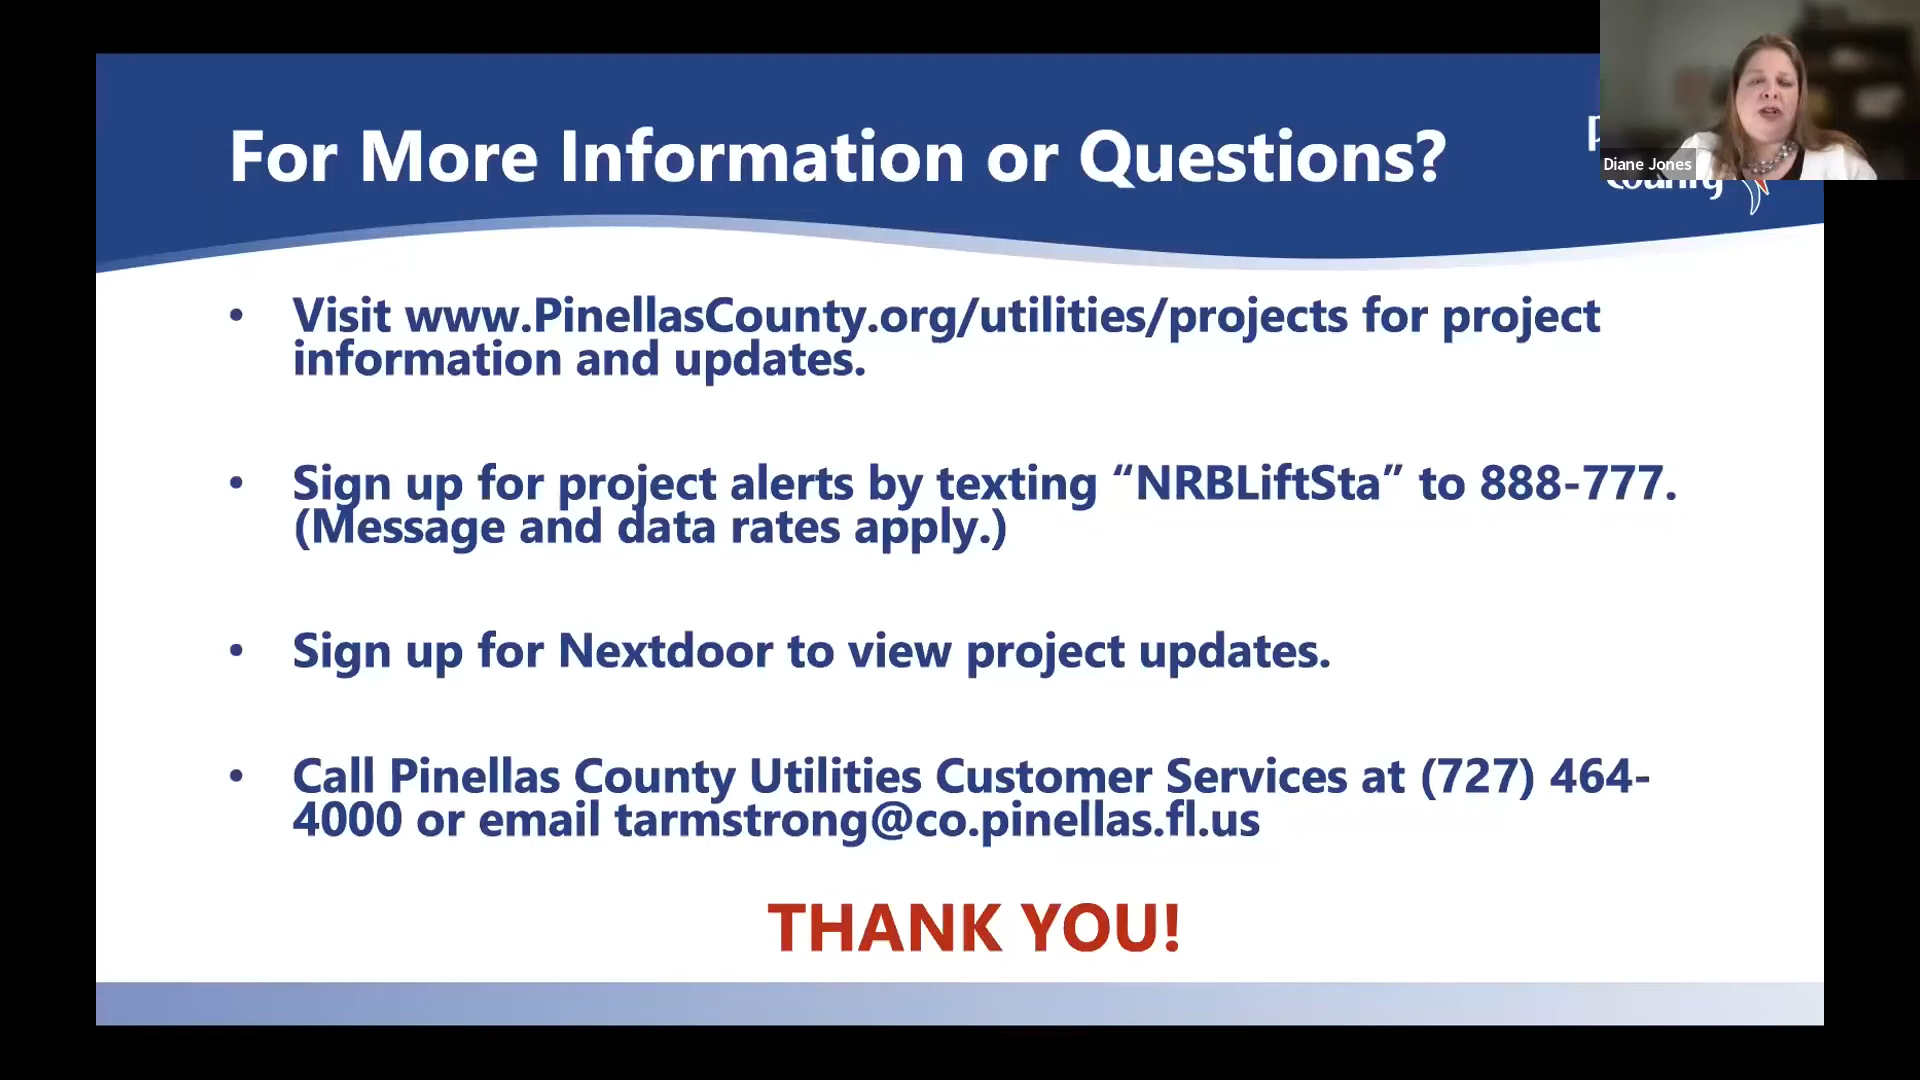 For More Information or Questions?
Diane Jones
County
• Visit www.PinellasCounty.org/utilities/projects for project
information and updates.
• Sign up for project alerts by texting “NRBLiftSta” to 888-777.
(Message and data rates apply.)
• Sign up for Nextdoor to view project updates.
• Call Pinellas County Utilities Customer Services at (727) 464-
4000 or email tarmstrong@co.pinellas.fl.us
THANK YOU!